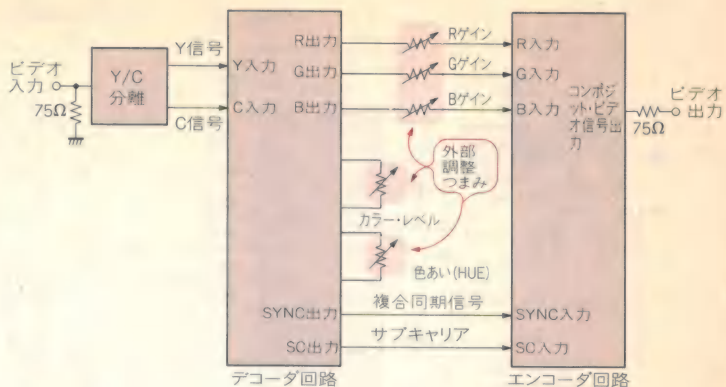 ビデオ
入力
75Ω
Y/C
分離
Y信号
C信号
Y入力
C入力
R出力
G出力
B出力
SYNC出力
SC出力
デコーダ回路
Rゲイン
Gゲイン
Bゲイン
外部
調整
つまみ
カラー・レベル
色あい(HUE)
複合同期信号
サブキャリア
R入力
G入力
B入力
コンポジ
ット・ビデ
オ信号出
力
SYNC入力
SC入力
エンコーダ回路
75Ω
ビデオ
出力